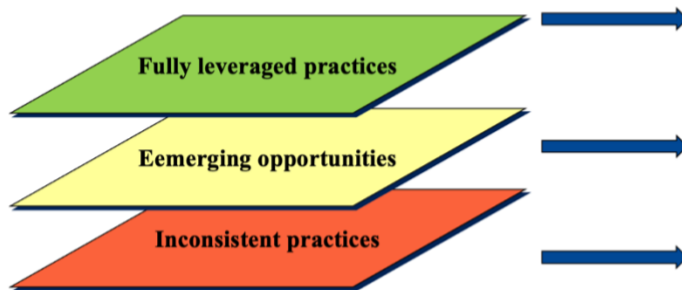 Fully leveraged practices
Eemerging opportunities
Inconsistent practices